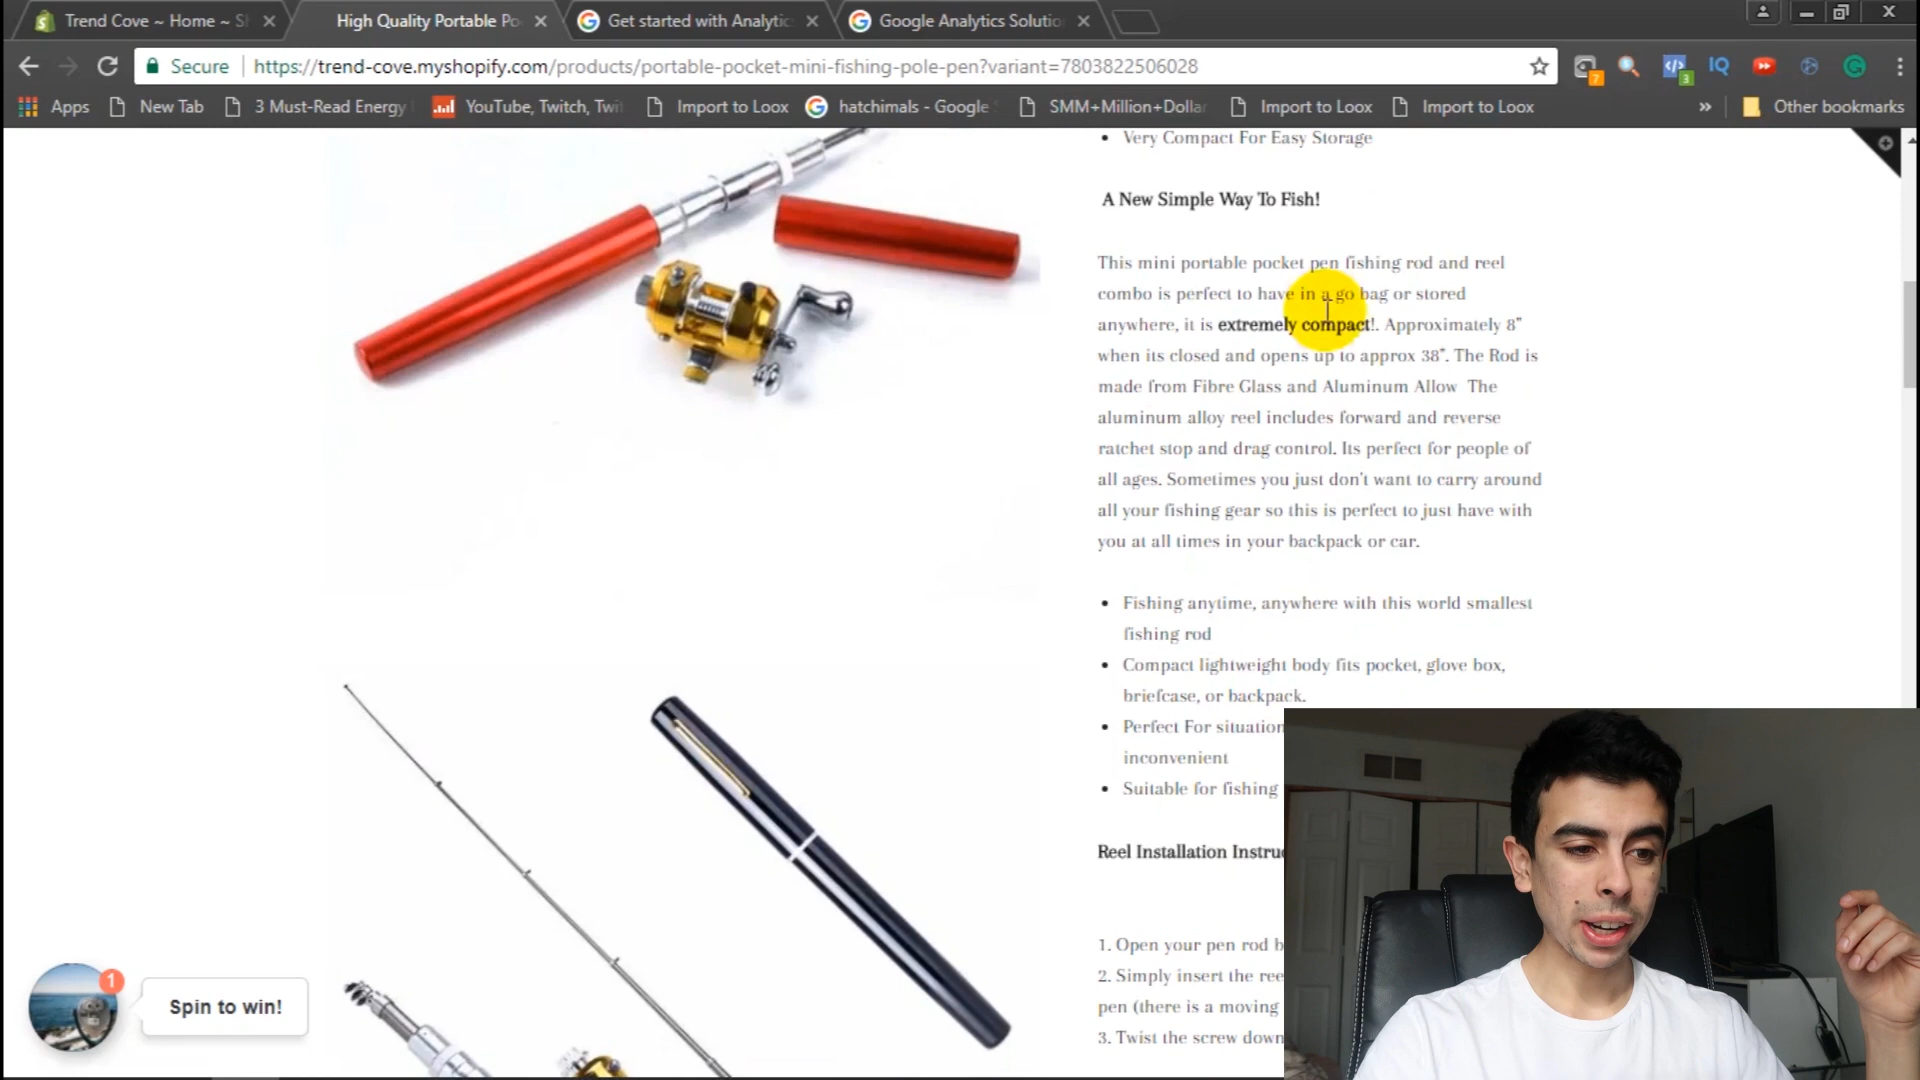 Trend Cove ~ Home ~ S
High Quality Portable Po
Get started with Analytic
Google Analytics Solutio
Secure
https://trend-cove.myshopify.com/products/portable-pocket-mini-fishing-pole-pen?variant=7803822506028
7
3
IQ
Apps
New Tab
3 Must-Read Energy
YouTube, Twitch, Twi
Import to Loox
hatchimals - Google
SMM+Million+Dolla
Import to Loox
Import to Loox
»
Other bookmarks
• Very Compact For Easy Storage
A New Simple Way To Fish!
This mini portable pocket pen fishing rod and reel
combo is perfect to have in a go bag or stored
anywhere, it is extremely compact!. Approximately 8"
when its closed and opens up to approx 38". The Rod is
made from Fibre Glass and Aluminum Allow The
aluminum alloy reel includes forward and reverse
ratchet stop and drag control. Its perfect for people of
all ages. Sometimes you just don't want to carry around
all your fishing gear so this is perfect to just have with
you at all times in your backpack or car.
• Fishing anytime, anywhere with this world smallest
fishing rod
• Compact lightweight body fits pocket, glove box,
briefcase, or backpack.
• Perfect For situation
inconvenient
• Suitable for fishing
Reel Installation Instruc
1. Open your pen rod b
2. Simply insert the ree
pen (there is a moving
3. Twist the screw down
1
Spin to win!